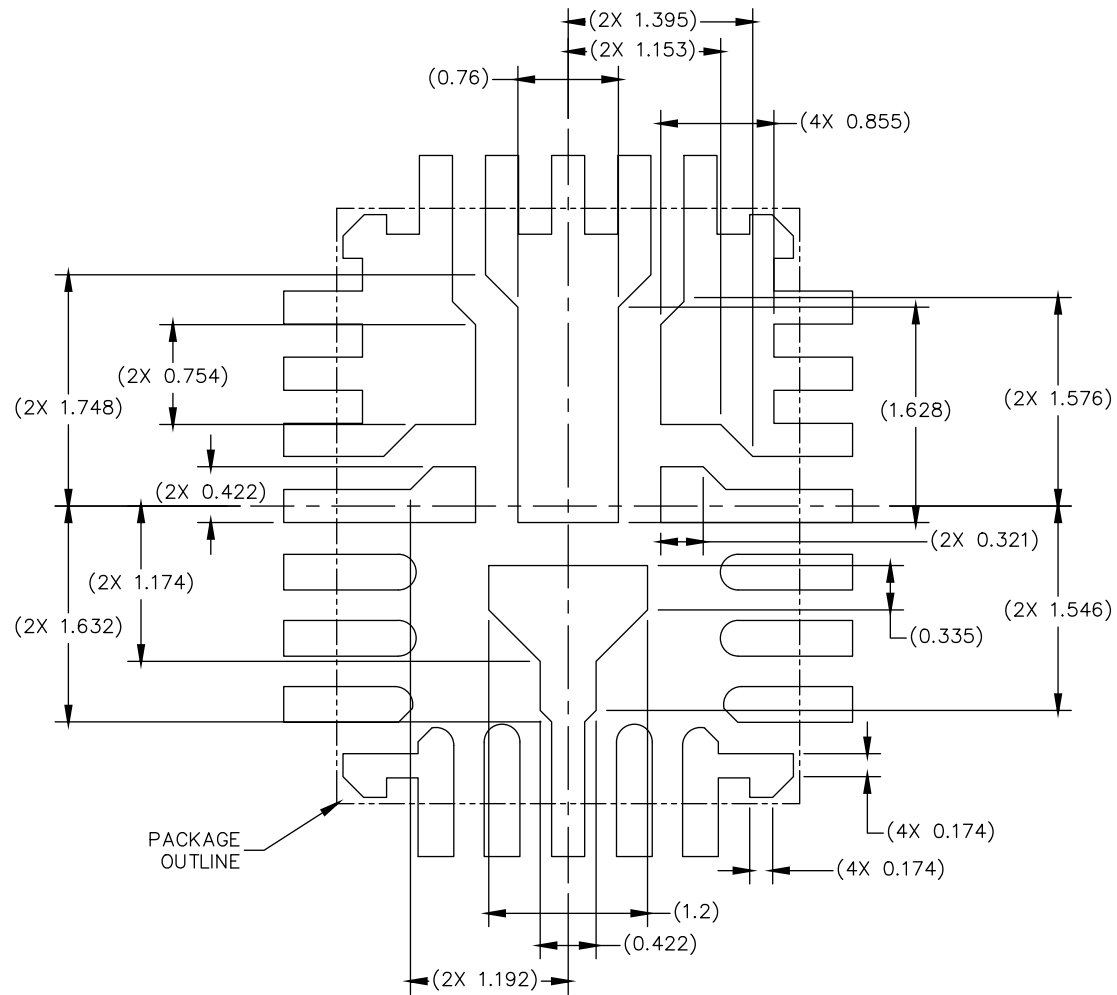 (2X 1.395)
(2X 1.153)
(0.76)
(4X 0.855)
(2X 0.754)
(2X 1.748)
(1.628)
(2X 1.576)
(2X 0.422)
(2X 0.321)
(2X 1.174)
(2X 1.632)
(0.335)
(2X 1.546)
PACKAGE
OUTLINE
(4X 0.174)
(4X 0.174)
(1.2)
(0.422)
(2X 1.192)